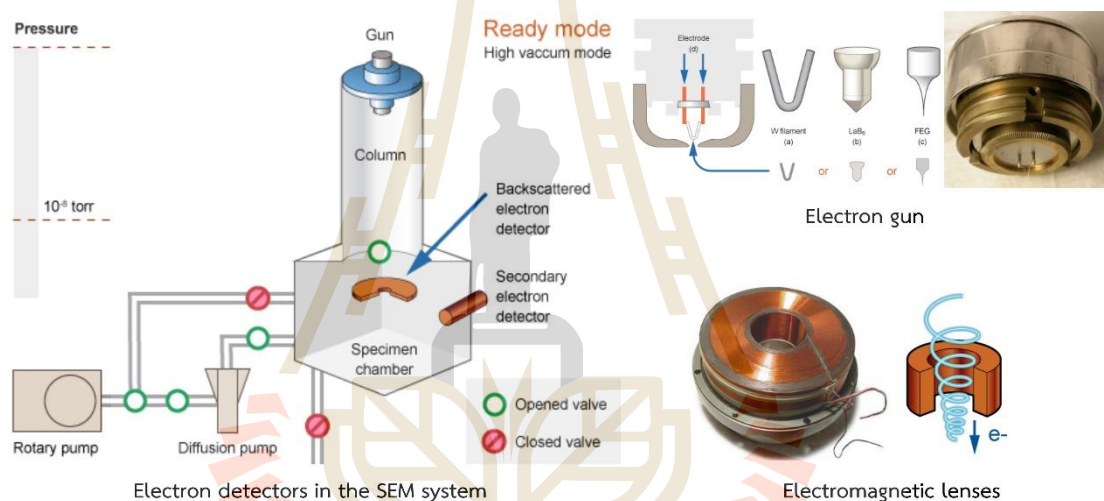 Pressure
10⁻⁶ torr
Gun
Column
Ready mode
High vaccum mode
Backscattered
electron
detector
Secondary
electron
detector
Specimen
chamber
Rotary pump
Diffusion pump
Opened valve
Closed valve
Electron detectors in the SEM system
Electrode
(d)
W filament
(a)
LaB₆
(b)
FEG
(c)
or
or
Electron gun
e-
Electromagnetic lenses